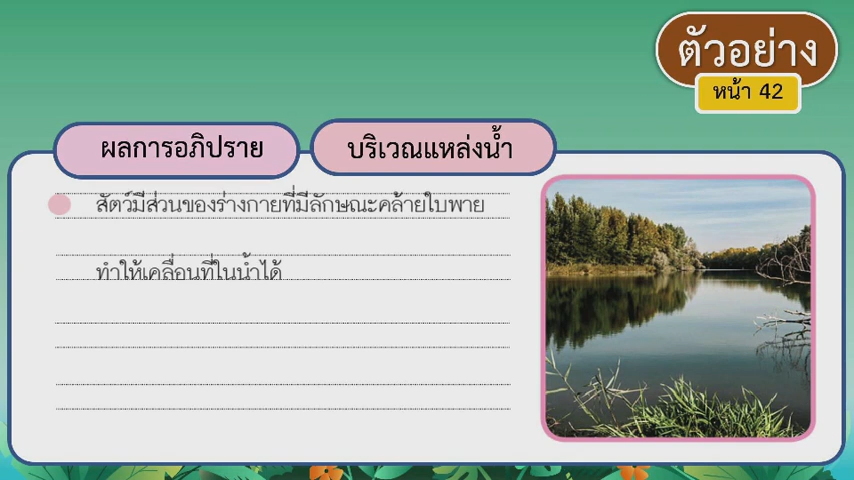 ตัวอย่าง
หน้า 42
ผลการอภิปราย
บริเวณแหล่งน้ำ
สัตว์มีส่วนของร่างกายที่มีลักษณะคล้ายใบพาย
ทำให้เคลื่อนที่ในน้ำได้